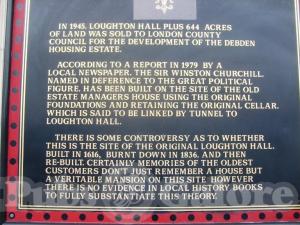 IN 1945, LOUGHTON HALL PLUS 644 ACRES
OF LAND WAS SOLD TO LONDON COUNTY
COUNCIL FOR THE DEVELOPMENT OF THE DEBDEN
HOUSING ESTATE.
ACCORDING TO A REPORT IN 1979 BY A
LOCAL NEWSPAPER, THE SIR WINSTON CHURCHILL,
NAMED IN DEFERENCE TO THE GREAT POLITICAL
FIGURE, HAS BEEN BUILT ON THE SITE OF THE OLD
ESTATE MANAGERS HOUSE USING THE ORIGINAL
FOUNDATIONS AND RETAINING THE ORIGINAL CELLAR,
WHICH IS SAID TO BE LINKED BY TUNNEL TO
LOUGHTON HALL.
THERE IS SOME CONTROVERSY AS TO WHETHER
THIS IS THE SITE OF THE ORIGINAL LOUGHTON HALL,
BUILT IN 1616, BURNT DOWN IN 1836, AND THEN
RE-BUILT. CERTAINLY MEMORIES OF THE OLDEST
CUSTOMERS DON'T JUST REMEMBER A HOUSE BUT
A VERITABLE MANSION ON THIS SITE HOWEVER
THERE IS NO EVIDENCE IN LOCAL HISTORY BOOKS
TO FULLY SUBSTANTIATE THIS THEORY.